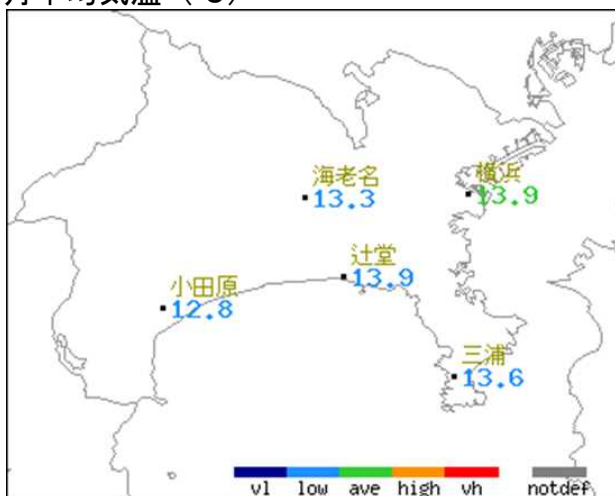 月平均気温 (℃)
海老名
13.3
横浜
13.9
辻堂
13.9
小田原
12.8
三浦
13.6
vl low ave high vh notdef